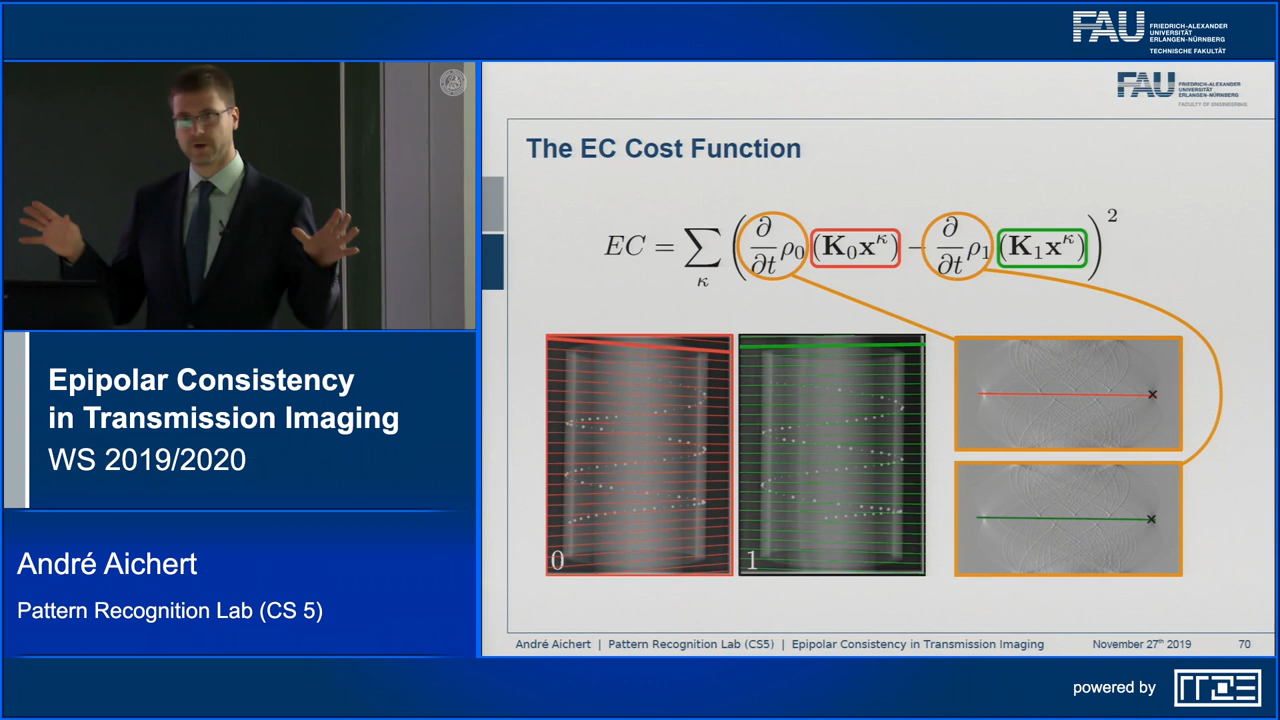 FAU
FRIEDRICH-ALEXANDER
UNIVERSITÄT
ERLANGEN-NÜRNBERG
TECHNISCHE FAKULTÄT
FAU
FRIEDRICH-ALEXANDER
UNIVERSITÄT
ERLANGEN-NÜRNBERG
FACULTY OF ENGINEERING
The EC Cost Function
EC = ∑κ ( ∂/∂t ρ₀ (K₀x^κ) − ∂/∂t ρ₁ (K₁x^κ) )²
0
1
Epipolar Consistency
in Transmission Imaging
WS 2019/2020
André Aichert
Pattern Recognition Lab (CS 5)
André Aichert | Pattern Recognition Lab (CS5) | Epipolar Consistency in Transmission Imaging November 27th 2019 70
powered by